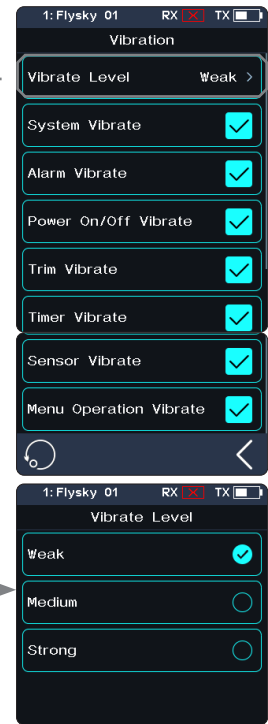 1: Flysky 01 RX TX
Vibration
Vibrate Level Weak >
System Vibrate
Alarm Vibrate
Power On/Off Vibrate
Trim Vibrate
Timer Vibrate
Sensor Vibrate
Menu Operation Vibrate
1: Flysky 01 RX TX
Vibrate Level
Weak
Medium
Strong